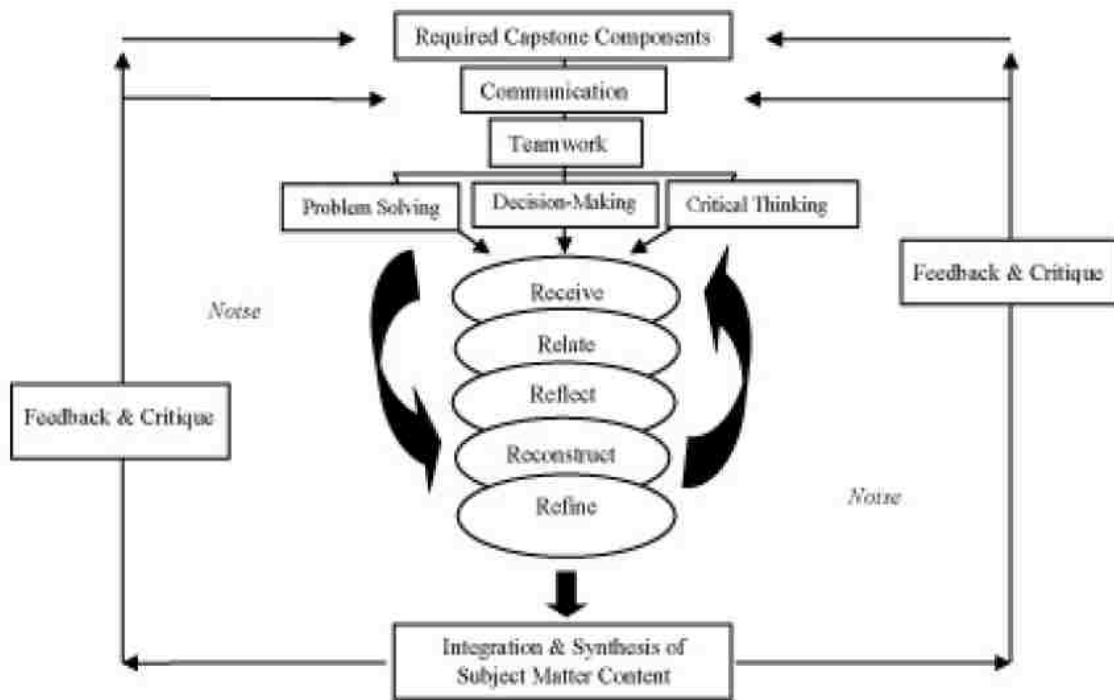 Required Capstone Components
Communication
Teamwork
Problem Solving
Decision-Making
Critical Thinking
Receive
Relate
Reflect
Reconstruct
Refine
Noise
Feedback & Critique
Feedback & Critique
Noise
Integration & Synthesis of
Subject Matter Content